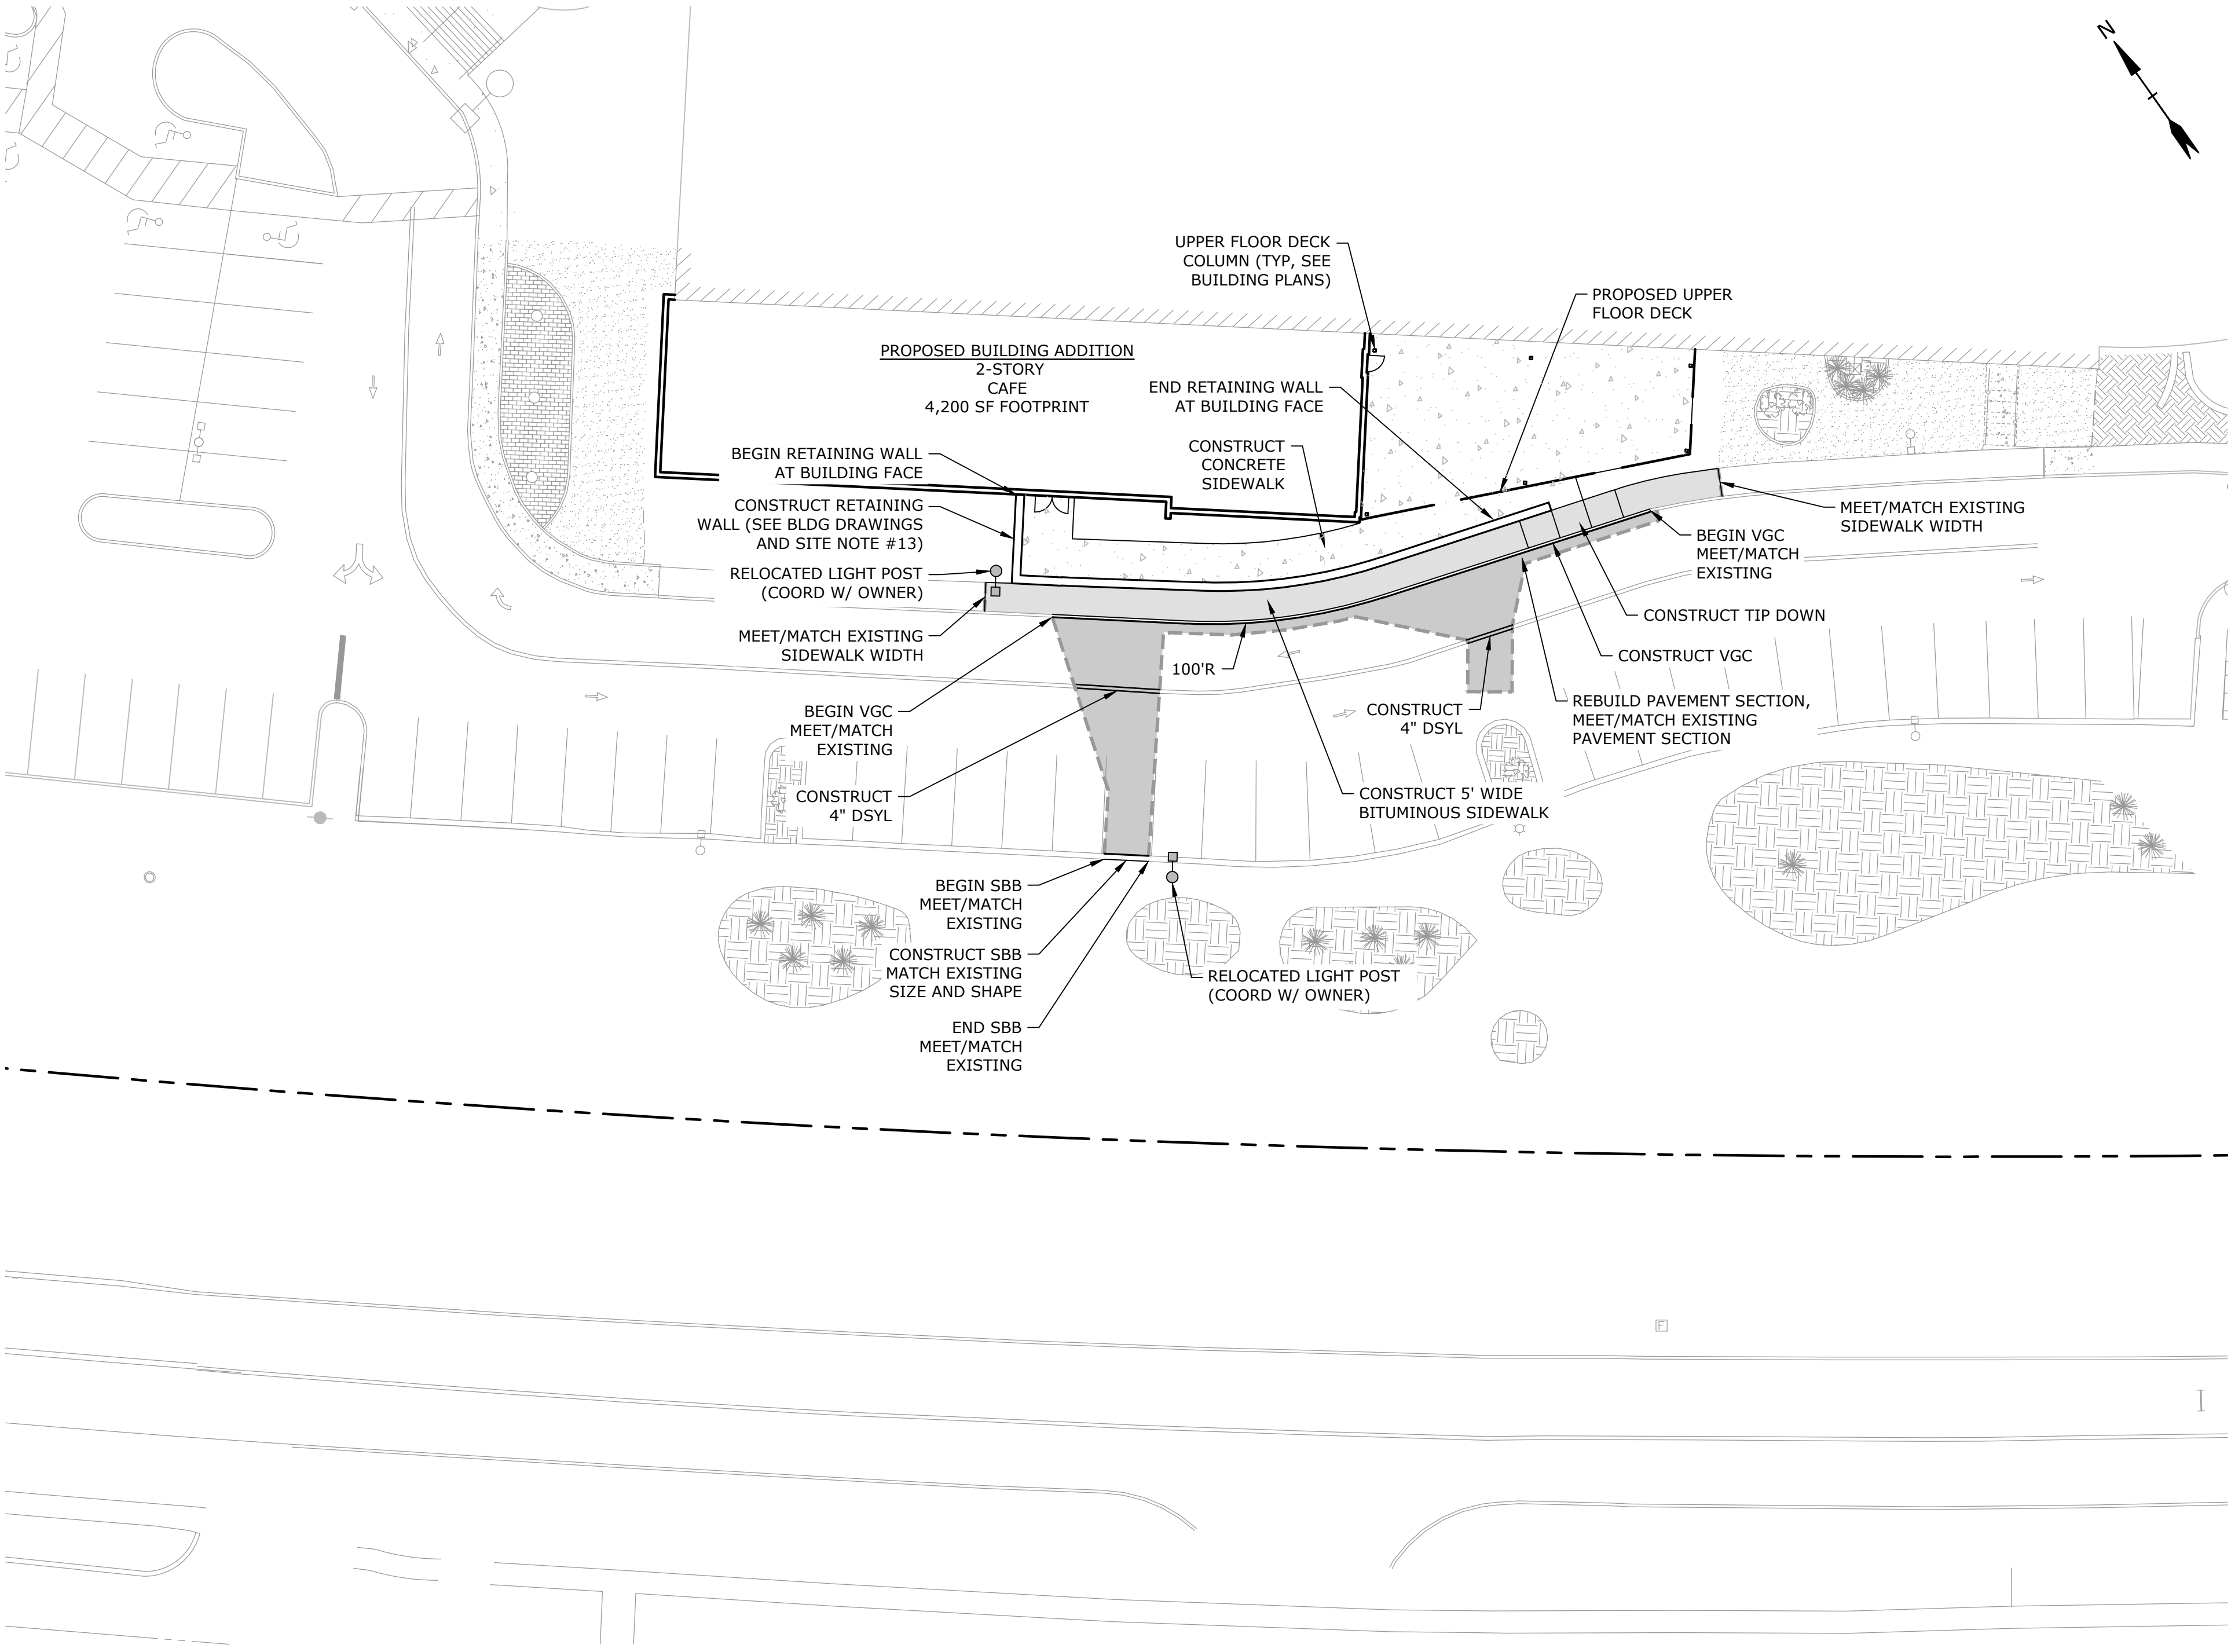 N
UPPER FLOOR DECK
COLUMN (TYP, SEE
BUILDING PLANS)
PROPOSED UPPER
FLOOR DECK
PROPOSED BUILDING ADDITION
2-STORY
CAFE
4,200 SF FOOTPRINT
END RETAINING WALL
AT BUILDING FACE
CONSTRUCT
CONCRETE
SIDEWALK
BEGIN RETAINING WALL
AT BUILDING FACE
CONSTRUCT RETAINING
WALL (SEE BLDG DRAWINGS
AND SITE NOTE #13)
RELOCATED LIGHT POST
(COORD W/ OWNER)
MEET/MATCH EXISTING
SIDEWALK WIDTH
MEET/MATCH EXISTING
SIDEWALK WIDTH
BEGIN VGC
MEET/MATCH
EXISTING
CONSTRUCT TIP DOWN
CONSTRUCT VGC
REBUILD PAVEMENT SECTION,
MEET/MATCH EXISTING
PAVEMENT SECTION
100'R
BEGIN VGC
MEET/MATCH
EXISTING
CONSTRUCT
4" DSYL
CONSTRUCT
4" DSYL
CONSTRUCT 5' WIDE
BITUMINOUS SIDEWALK
BEGIN SBB
MEET/MATCH
EXISTING
CONSTRUCT SBB
MATCH EXISTING
SIZE AND SHAPE
END SBB
MEET/MATCH
EXISTING
RELOCATED LIGHT POST
(COORD W/ OWNER)
F